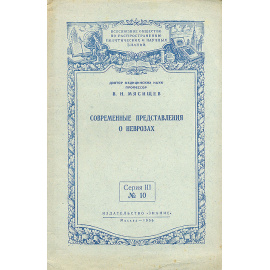 ВСЕСОЮЗНОЕ ОБЩЕСТВО
ПО РАСПРОСТРАНЕНИЮ
ПОЛИТИЧЕСКИХ И НАУЧНЫХ
ЗНАНИЙ
ДОКТОР МЕДИЦИНСКИХ НАУК
ПРОФЕССОР
В. Н. МЯСИЩЕВ
СОВРЕМЕННЫЕ ПРЕДСТАВЛЕНИЯ
О НЕВРОЗАХ
Серия III
№ 10
ИЗДАТЕЛЬСТВО «ЗНАНИЕ»
Москва